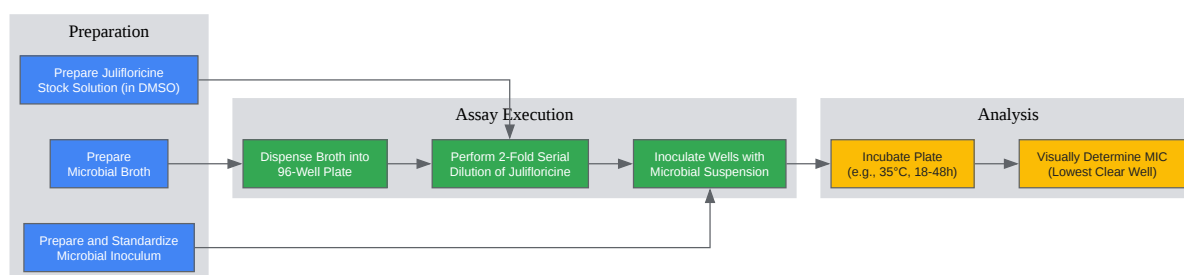 Preparation
Prepare Julifloricine
Stock Solution (in DMSO)
Prepare
Microbial Broth
Prepare and Standardize
Microbial Inoculum
Assay Execution
Dispense Broth into
96-Well Plate
Perform 2-Fold Serial
Dilution of Julifloricine
Inoculate Wells with
Microbial Suspension
Analysis
Incubate Plate
(e.g., 35°C, 18-48h)
Visually Determine MIC
(Lowest Clear Well)